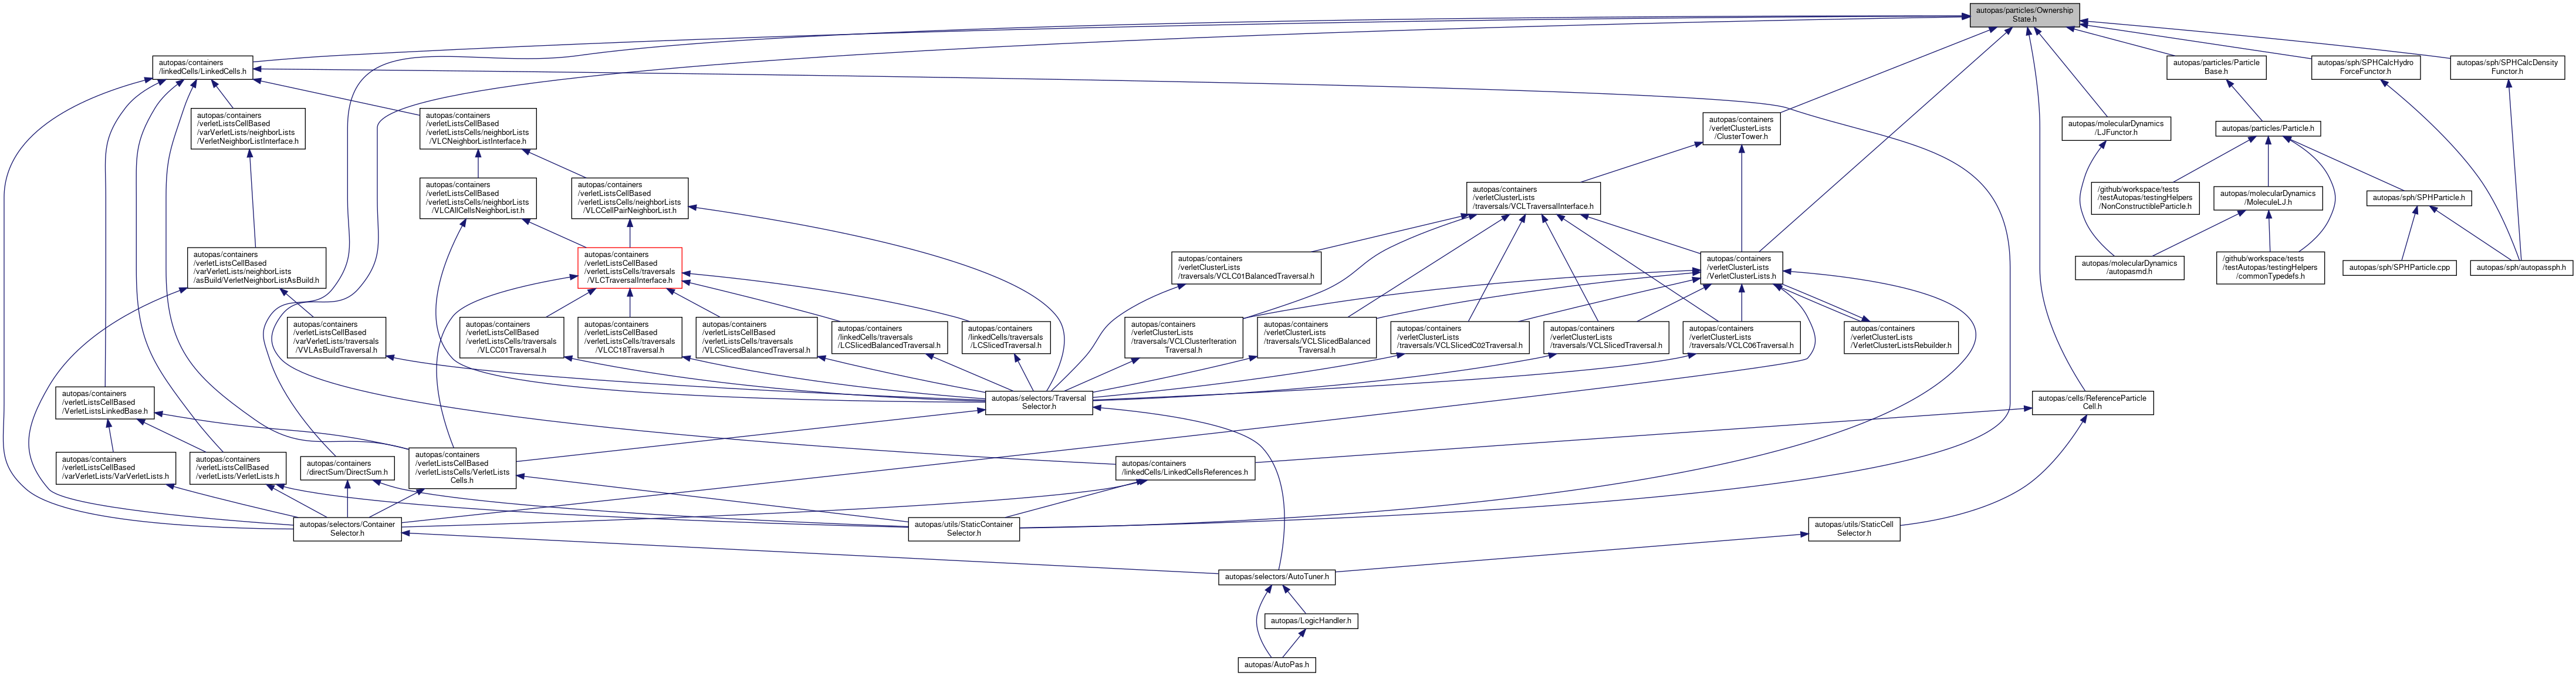 autopas/particles/Ownership
State.h
autopas/containers
/linkedCells/LinkedCells.h
autopas/particles/Particle
Base.h
autopas/sph/SPHCalcHydro
ForceFunctor.h
autopas/sph/SPHCalcDensity
Functor.h
autopas/containers
/verletListsCellBased
/varVerletLists/neighborLists
/VerletNeighborListInterface.h
autopas/containers
/verletListsCellBased
/verletListsCells/neighborLists
/VLCNeighborListInterface.h
autopas/containers
/verletClusterLists
/ClusterTower.h
autopas/molecularDynamics
/LJFunctor.h
autopas/particles/Particle.h
autopas/containers
/verletListsCellBased
/verletListsCells/neighborLists
/VLCAllCellsNeighborList.h
autopas/containers
/verletListsCellBased
/verletListsCells/neighborLists
/VLCCellPairNeighborList.h
autopas/containers
/verletClusterLists
/traversals/VCLTraversalInterface.h
/github/workspace/tests
/testAutopas/testingHelpers
/NonConstructibleParticle.h
autopas/molecularDynamics
/MoleculeLJ.h
autopas/sph/SPHParticle.h
autopas/containers
/verletListsCellBased
/varVerletLists/neighborLists
/asBuild/VerletNeighborListAsBuild.h
autopas/containers
/verletListsCellBased
/verletListsCells/traversals
/VLCTraversalInterface.h
autopas/containers
/verletClusterLists
/traversals/VCLC01BalancedTraversal.h
autopas/containers
/verletClusterLists
/VerletClusterLists.h
autopas/molecularDynamics
/autopasmd.h
/github/workspace/tests
/testAutopas/testingHelpers
/commonTypedefs.h
autopas/sph/SPHParticle.cpp
autopas/sph/autopassph.h
autopas/containers
/verletListsCellBased
/varVerletLists/traversals
/VVLAsBuildTraversal.h
autopas/containers
/verletListsCellBased
/verletListsCells/traversals
/VLCC01Traversal.h
autopas/containers
/verletListsCellBased
/verletListsCells/traversals
/VLCC18Traversal.h
autopas/containers
/verletListsCellBased
/verletListsCells/traversals
/VLCSlicedBalancedTraversal.h
autopas/containers
/linkedCells/traversals
/LCSlicedBalancedTraversal.h
autopas/containers
/linkedCells/traversals
/LCSlicedTraversal.h
autopas/containers
/verletClusterLists
/traversals/VCLClusterIteration
Traversal.h
autopas/containers
/verletClusterLists
/traversals/VCLSlicedBalanced
Traversal.h
autopas/containers
/verletClusterLists
/traversals/VCLSlicedC02Traversal.h
autopas/containers
/verletClusterLists
/traversals/VCLSlicedTraversal.h
autopas/containers
/verletClusterLists
/traversals/VCLC06Traversal.h
autopas/containers
/verletClusterLists
/VerletClusterListsRebuilder.h
autopas/containers
/verletListsCellBased
/VerletListsLinkedBase.h
autopas/selectors/Traversal
Selector.h
autopas/cells/ReferenceParticle
Cell.h
autopas/containers
/verletListsCellBased
/varVerletLists/VarVerletLists.h
autopas/containers
/verletListsCellBased
/verletLists/VerletLists.h
autopas/containers
/directSum/DirectSum.h
autopas/containers
/verletListsCellBased
/verletListsCells/VerletLists
Cells.h
autopas/containers
/linkedCells/LinkedCellsReferences.h
autopas/selectors/Container
Selector.h
autopas/utils/StaticContainer
Selector.h
autopas/utils/StaticCell
Selector.h
autopas/selectors/AutoTuner.h
autopas/LogicHandler.h
autopas/AutoPas.h